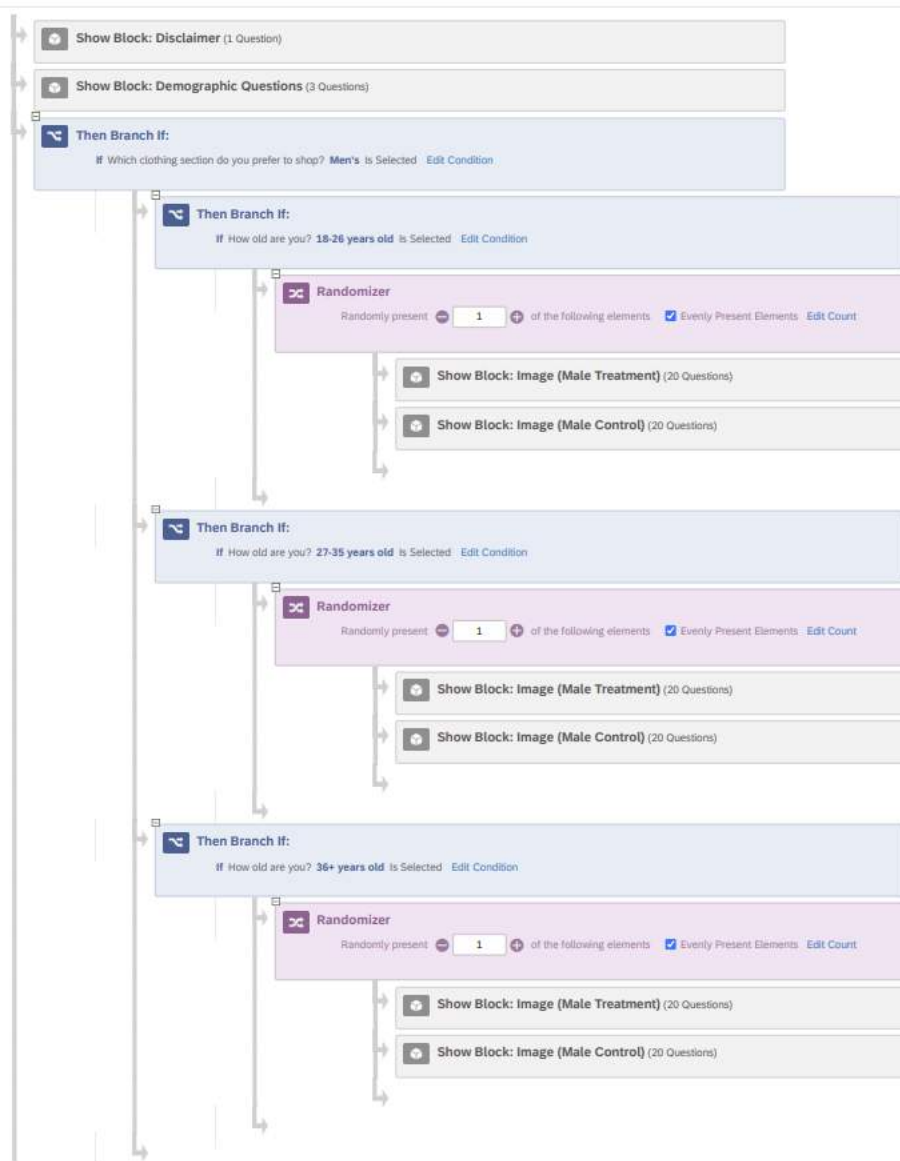 Show Block: Disclaimer (1 Question)
Show Block: Demographic Questions (3 Questions)
Then Branch If:
If Which clothing section do you prefer to shop? Men's Is Selected Edit Condition
Then Branch If:
If How old are you? 18-26 years old Is Selected Edit Condition
Randomizer
Randomly present 1 of the following elements Evenly Present Elements Edit Count
Show Block: Image (Male Treatment) (20 Questions)
Show Block: Image (Male Control) (20 Questions)
Then Branch If:
If How old are you? 27-35 years old Is Selected Edit Condition
Randomizer
Randomly present 1 of the following elements Evenly Present Elements Edit Count
Show Block: Image (Male Treatment) (20 Questions)
Show Block: Image (Male Control) (20 Questions)
Then Branch If:
If How old are you? 36+ years old Is Selected Edit Condition
Randomizer
Randomly present 1 of the following elements Evenly Present Elements Edit Count
Show Block: Image (Male Treatment) (20 Questions)
Show Block: Image (Male Control) (20 Questions)